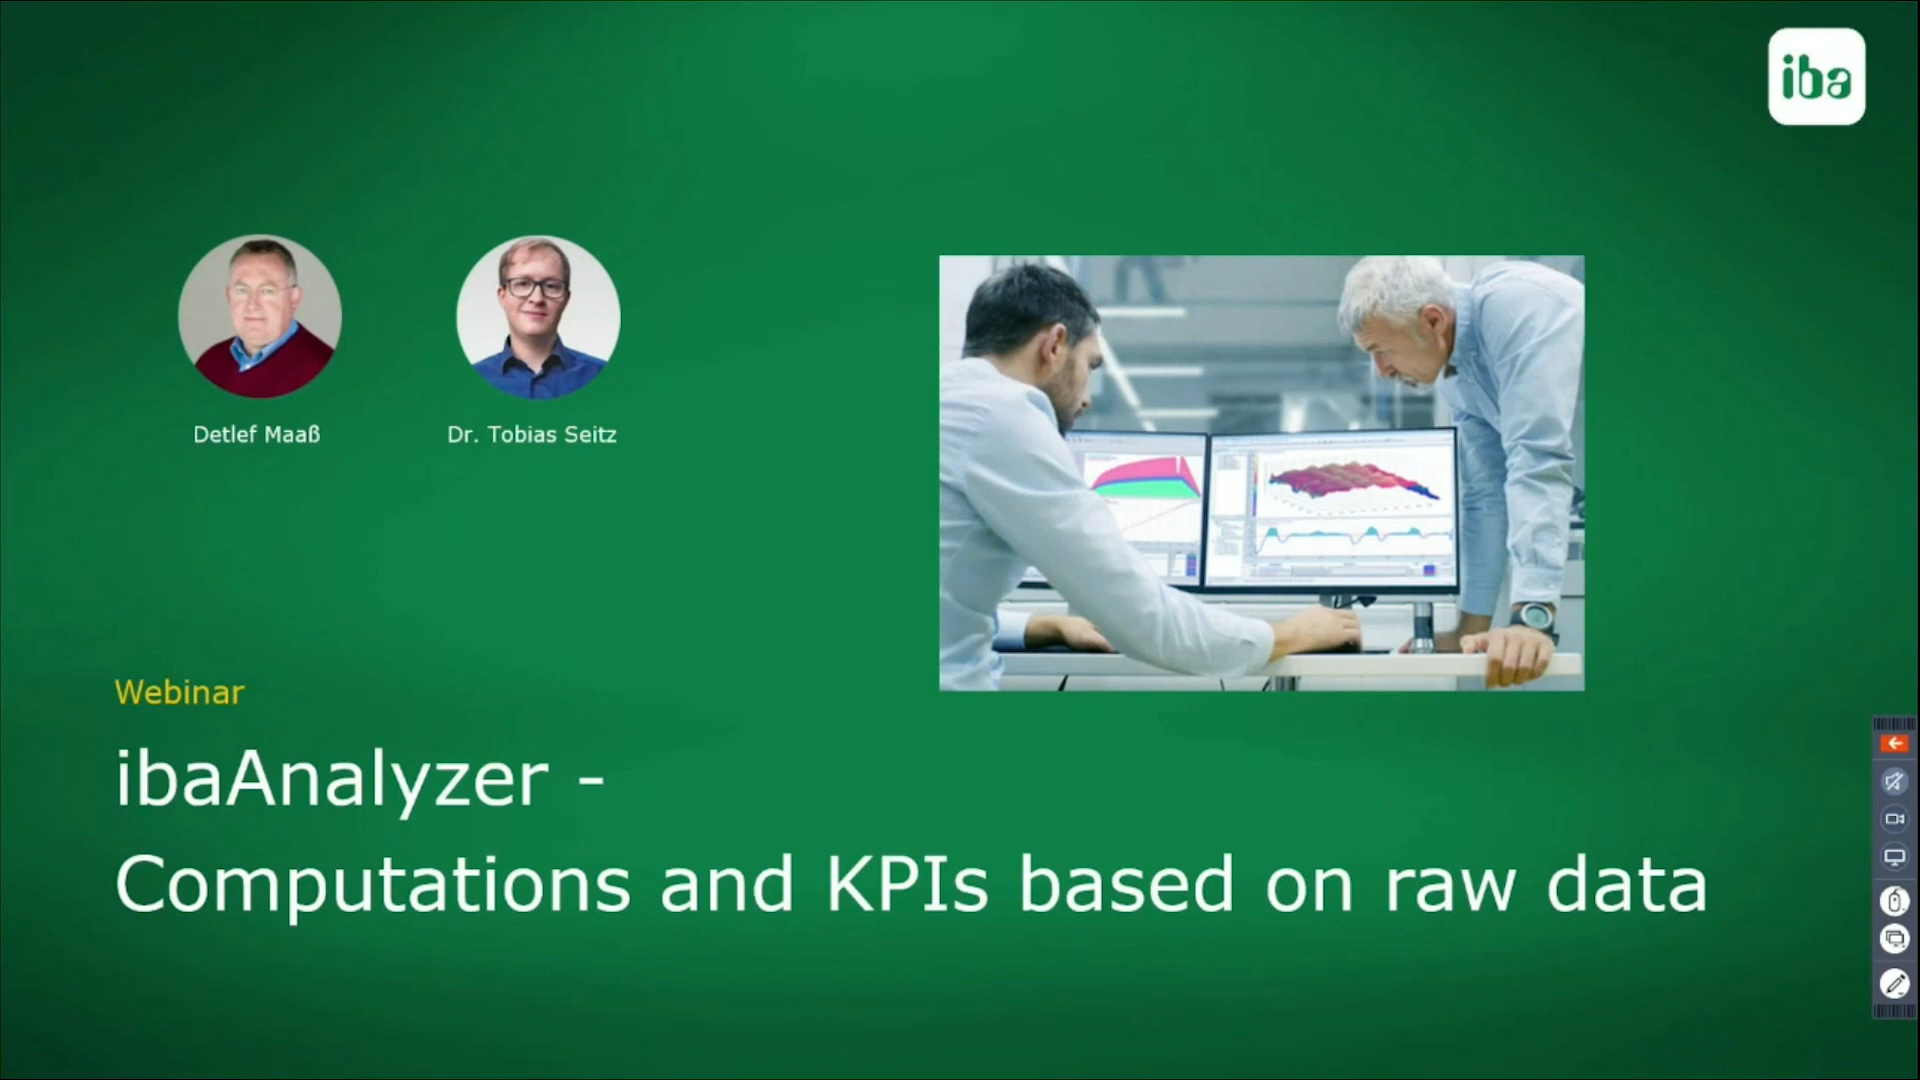 iba
Detlef Maaß
Dr. Tobias Seitz
Webinar
ibaAnalyzer -
Computations and KPIs based on raw data